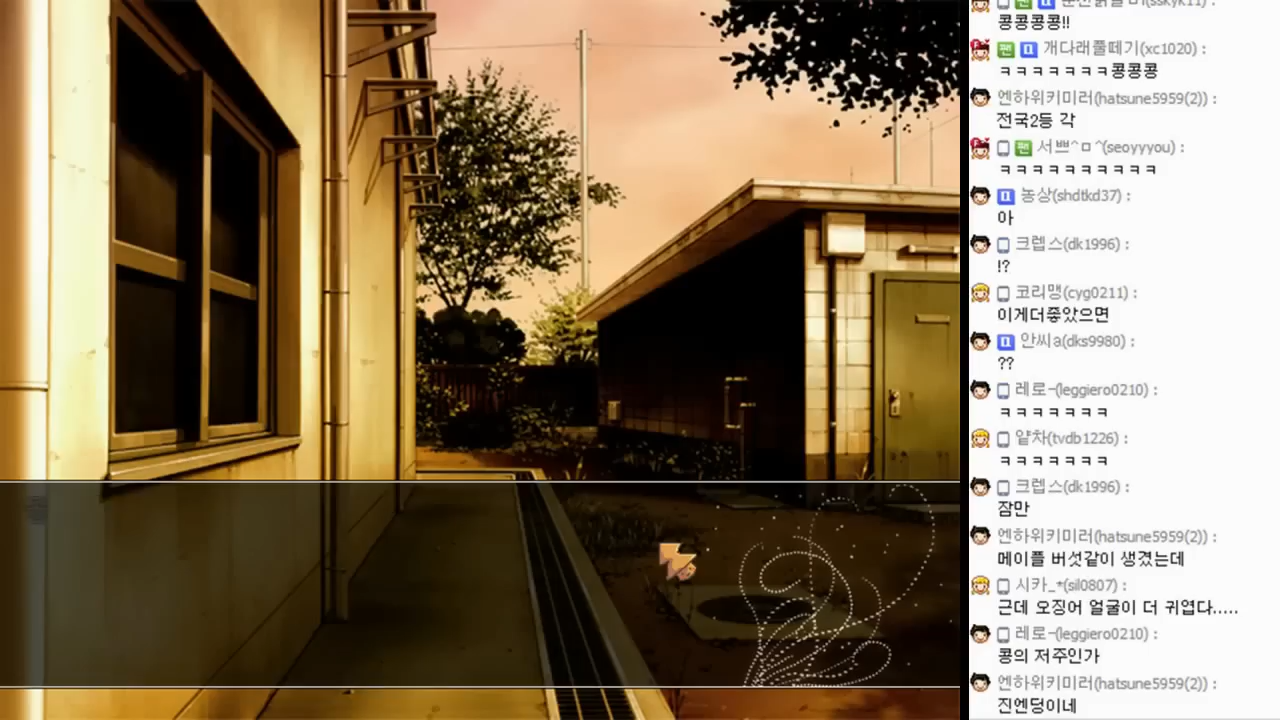 콩콩콩콩!!
팬 개다래풀떼기(xc1020) :
ㅋㅋㅋㅋㅋㅋㅋ콩콩콩
엔하위키미러(hatsune5959(2)) :
전국2등 각
팬 서쁘^ㅁ^(seoyyyou) :
ㅋㅋㅋㅋㅋㅋㅋㅋㅋㅋ
농상(shdtkd37) :
아
크렙스(dk1996) :
!?
코리맹(cyg0211) :
이게더좋았으면
안씨a(dks9980) :
??
레로~(leggiero0210) :
ㅋㅋㅋㅋㅋㅋㅋ
얕차(tvdb1226) :
ㅋㅋㅋㅋㅋㅋㅋ
크렙스(dk1996) :
잠만
엔하위키미러(hatsune5959(2)) :
메이플 버섯같이 생겼는데
시카_*(sil0807) :
근데 오징어 얼굴이 더 귀엽다.....
레로~(leggiero0210) :
콩의 저주인가
엔하위키미러(hatsune5959(2)) :
진엔딩이네